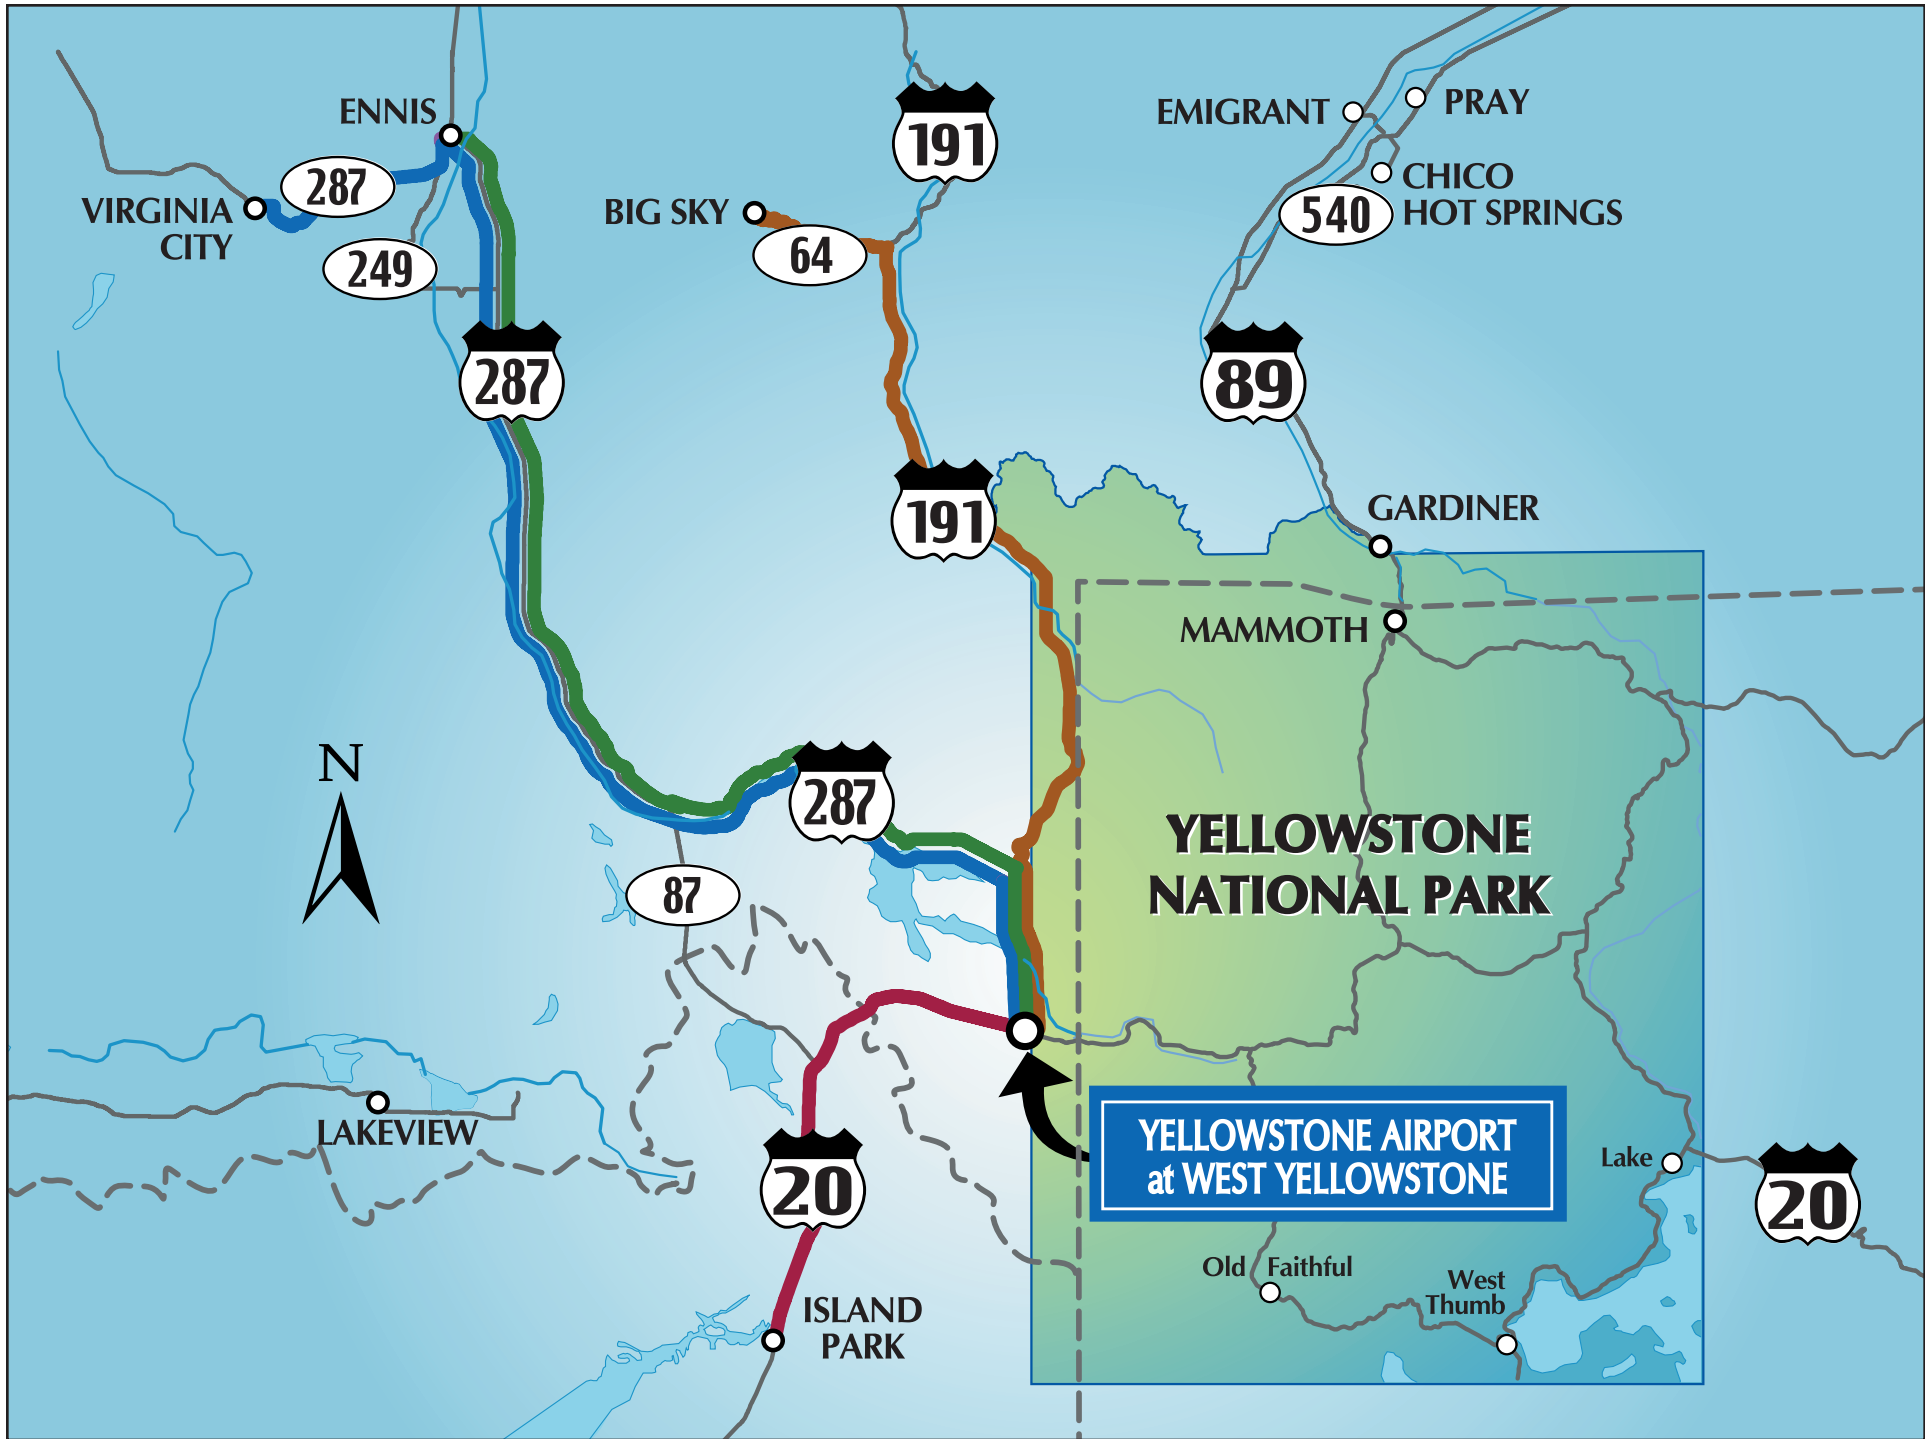 ENNIS
287
VIRGINIA
CITY
249
287
BIG SKY
64
191
191
EMIGRANT
PRAY
CHICO
HOT SPRINGS
540
89
GARDINER
MAMMOTH
N
287
87
YELLOWSTONE
NATIONAL PARK
LAKEVIEW
20
YELLOWSTONE AIRPORT
at WEST YELLOWSTONE
Lake
20
Old Faithful
West
Thumb
ISLAND
PARK